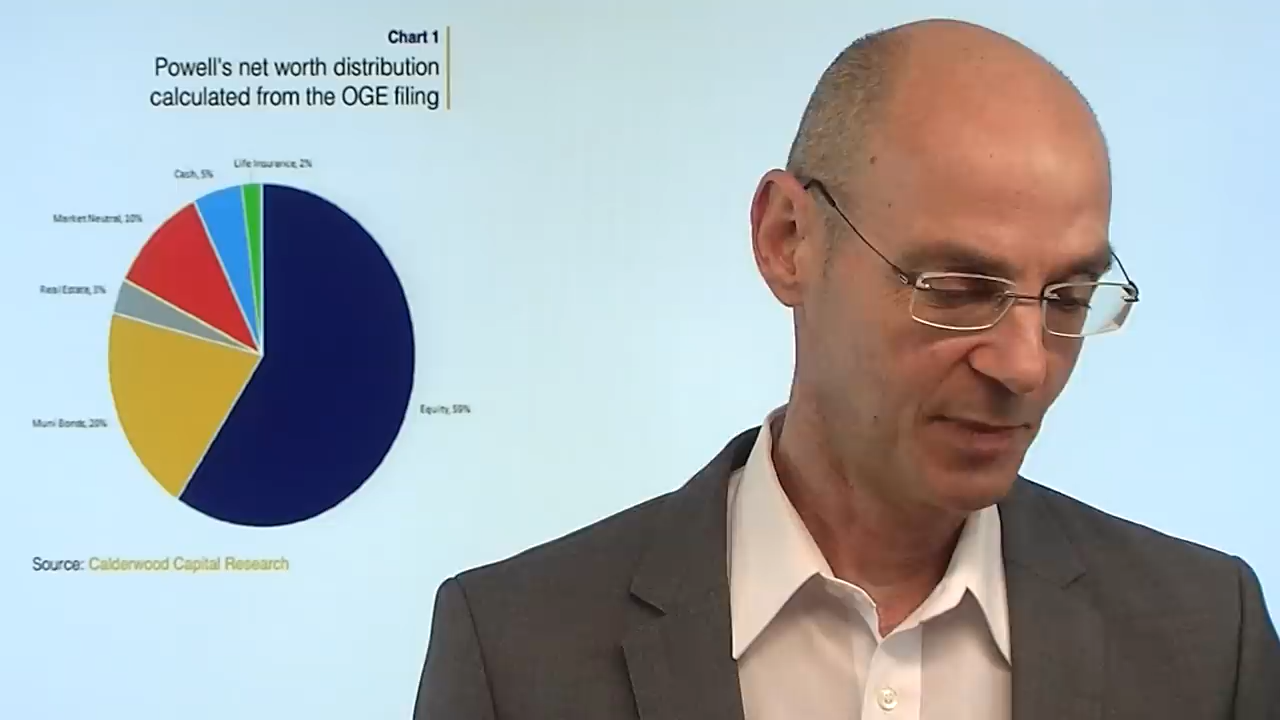 Chart 1
Powell's net worth distribution
calculated from the OGE filing
Life Insurance, 2%
Cash, 5%
Market Neutral, 10%
Real Estate, 3%
Equity, 59%
Muni Bonds, 20%
Source: Calderwood Capital Research